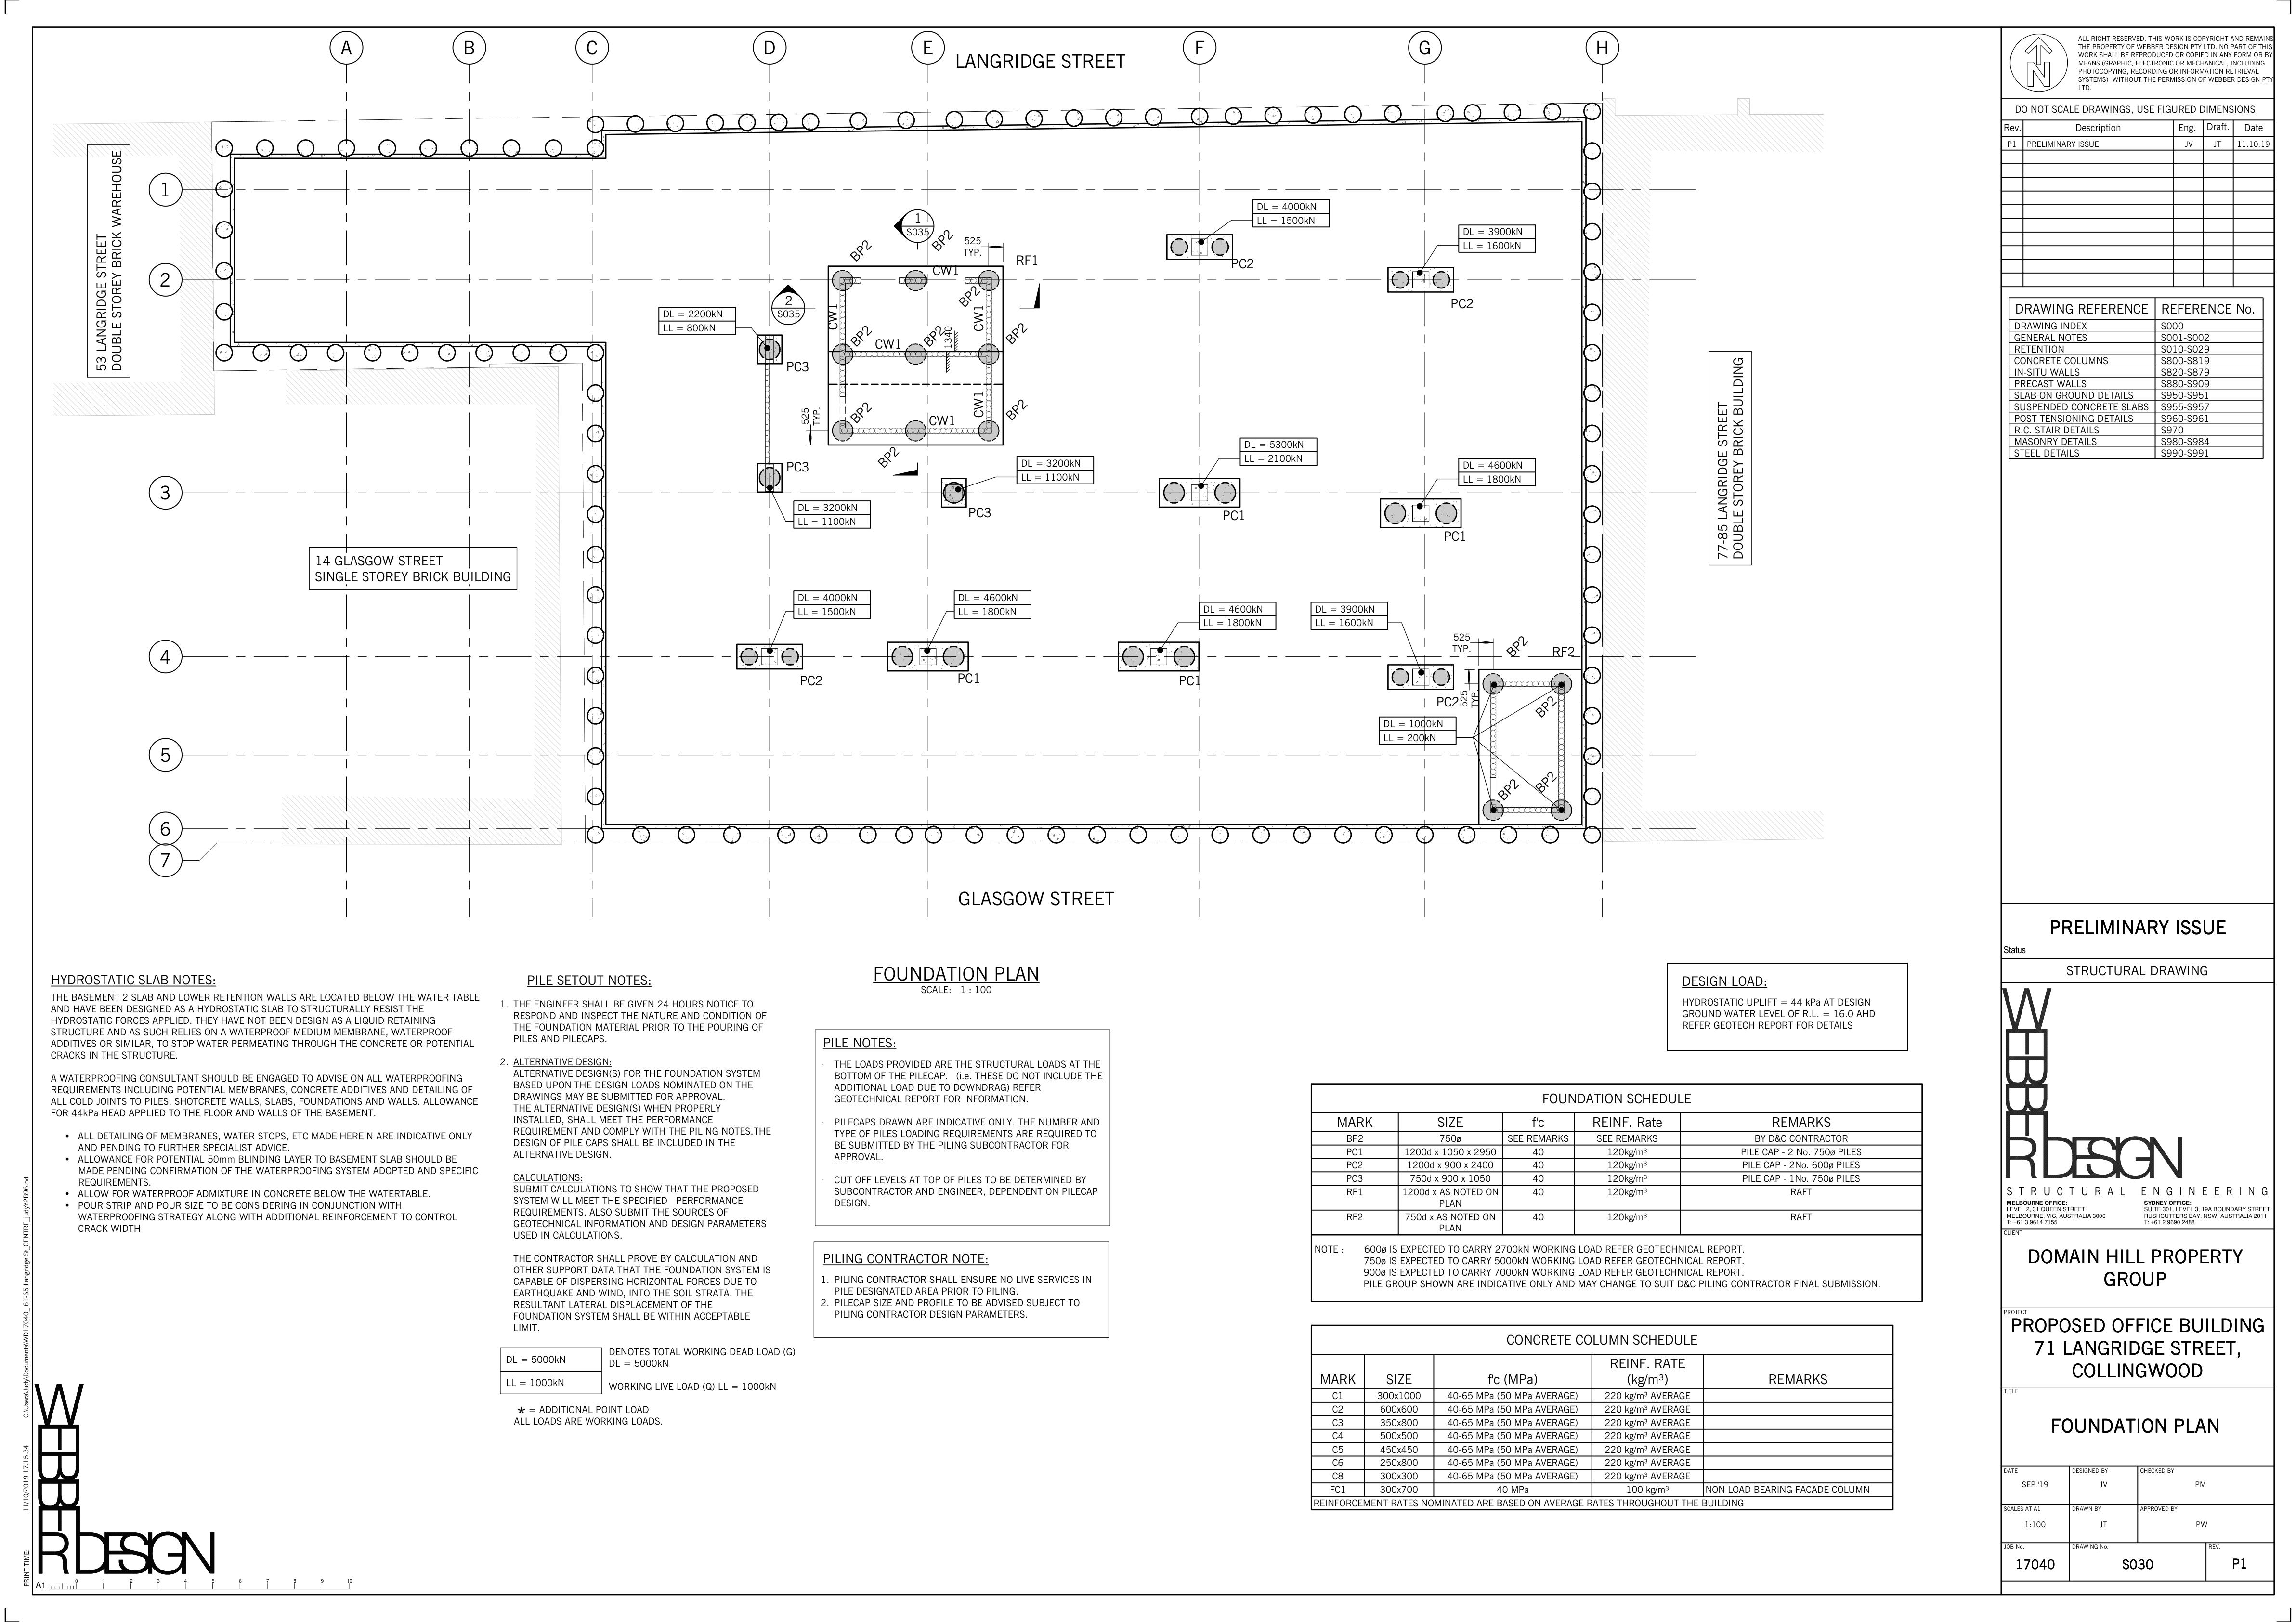 A
B
C
D
E
F
G
H
LANGRIDGE STREET
1
2
3
4
5
6
7
53 LANGRIDGE STREET
DOUBLE STOREY BRICK WAREHOUSE
14 GLASGOW STREET
SINGLE STOREY BRICK BUILDING
77-85 LANGRIDGE STREET
DOUBLE STOREY BRICK BUILDING
1
S035
2
S035
BP2
BP2
525
TYP.
RF1
CW1
BP2
CW1
CW1
BP2
BP2
BP2
1340
CW1
CW1
BP2
BP2
CW1
525
TYP.
BP2
DL = 4000kN
LL = 1500kN
PC2
DL = 3900kN
LL = 1600kN
PC2
DL = 2200kN
LL = 800kN
PC3
PC3
DL = 3200kN
LL = 1100kN
DL = 3200kN
LL = 1100kN
PC3
DL = 5300kN
LL = 2100kN
PC1
DL = 4600kN
LL = 1800kN
PC1
DL = 4000kN
LL = 1500kN
PC2
DL = 4600kN
LL = 1800kN
PC1
DL = 4600kN
LL = 1800kN
PC1
DL = 3900kN
LL = 1600kN
PC2
525
TYP.
525
TYP.
BP2
RF2
BP2
BP2
BP2
DL = 1000kN
LL = 200kN
GLASGOW STREET
HYDROSTATIC SLAB NOTES:
THE BASEMENT 2 SLAB AND LOWER RETENTION WALLS ARE LOCATED BELOW THE WATER TABLE
AND HAVE BEEN DESIGNED AS A HYDROSTATIC SLAB TO STRUCTURALLY RESIST THE
HYDROSTATIC FORCES APPLIED. THEY HAVE NOT BEEN DESIGN AS A LIQUID RETAINING
STRUCTURE AND AS SUCH RELIES ON A WATERPROOF MEDIUM MEMBRANE, WATERPROOF
ADDITIVES OR SIMILAR, TO STOP WATER PERMEATING THROUGH THE CONCRETE OR POTENTIAL
CRACKS IN THE STRUCTURE.
A WATERPROOFING CONSULTANT SHOULD BE ENGAGED TO ADVISE ON ALL WATERPROOFING
REQUIREMENTS INCLUDING POTENTIAL MEMBRANES, CONCRETE ADDITIVES AND DETAILING OF
ALL COLD JOINTS TO PILES, SHOTCRETE WALLS, SLABS, FOUNDATIONS AND WALLS. ALLOWANCE
FOR 44kPa HEAD APPLIED TO THE FLOOR AND WALLS OF THE BASEMENT.
• ALL DETAILING OF MEMBRANES, WATER STOPS, ETC MADE HEREIN ARE INDICATIVE ONLY
AND PENDING TO FURTHER SPECIALIST ADVICE.
• ALLOWANCE FOR POTENTIAL 50mm BLINDING LAYER TO BASEMENT SLAB SHOULD BE
MADE PENDING CONFIRMATION OF THE WATERPROOFING SYSTEM ADOPTED AND SPECIFIC
REQUIREMENTS.
• ALLOW FOR WATERPROOF ADMIXTURE IN CONCRETE BELOW THE WATERTABLE.
• POUR STRIP AND POUR SIZE TO BE CONSIDERING IN CONJUNCTION WITH
WATERPROOFING STRATEGY ALONG WITH ADDITIONAL REINFORCEMENT TO CONTROL
CRACK WIDTH
PILE SETOUT NOTES:
1. THE ENGINEER SHALL BE GIVEN 24 HOURS NOTICE TO
RESPOND AND INSPECT THE NATURE AND CONDITION OF
THE FOUNDATION MATERIAL PRIOR TO THE POURING OF
PILES AND PILECAPS.
2. ALTERNATIVE DESIGN:
ALTERNATIVE DESIGN(S) FOR THE FOUNDATION SYSTEM
BASED UPON THE DESIGN LOADS NOMINATED ON THE
DRAWINGS MAY BE SUBMITTED FOR APPROVAL.
THE ALTERNATIVE DESIGN(S) WHEN PROPERLY
INSTALLED, SHALL MEET THE PERFORMANCE
REQUIREMENT AND COMPLY WITH THE PILING NOTES.THE
DESIGN OF PILE CAPS SHALL BE INCLUDED IN THE
ALTERNATIVE DESIGN.
CALCULATIONS:
SUBMIT CALCULATIONS TO SHOW THAT THE PROPOSED
SYSTEM WILL MEET THE SPECIFIED PERFORMANCE
REQUIREMENTS. ALSO SUBMIT THE SOURCES OF
GEOTECHNICAL INFORMATION AND DESIGN PARAMETERS
USED IN CALCULATIONS.
THE CONTRACTOR SHALL PROVE BY CALCULATION AND
OTHER SUPPORT DATA THAT THE FOUNDATION SYSTEM IS
CAPABLE OF DISPERSING HORIZONTAL FORCES DUE TO
EARTHQUAKE AND WIND, INTO THE SOIL STRATA. THE
RESULTANT LATERAL DISPLACEMENT OF THE
FOUNDATION SYSTEM SHALL BE WITHIN ACCEPTABLE
LIMIT.
DL = 5000kN
LL = 1000kN
DENOTES TOTAL WORKING DEAD LOAD (G)
DL = 5000kN
WORKING LIVE LOAD (Q) LL = 1000kN
* = ADDITIONAL POINT LOAD
ALL LOADS ARE WORKING LOADS.
FOUNDATION PLAN
SCALE: 1 : 100
PILE NOTES:
· THE LOADS PROVIDED ARE THE STRUCTURAL LOADS AT THE
BOTTOM OF THE PILECAP. (i.e. THESE DO NOT INCLUDE THE
ADDITIONAL LOAD DUE TO DOWNDRAG) REFER
GEOTECHNICAL REPORT FOR INFORMATION.
· PILECAPS DRAWN ARE INDICATIVE ONLY. THE NUMBER AND
TYPE OF PILES LOADING REQUIREMENTS ARE REQUIRED TO
BE SUBMITTED BY THE PILING SUBCONTRACTOR FOR
APPROVAL.
· CUT OFF LEVELS AT TOP OF PILES TO BE DETERMINED BY
SUBCONTRACTOR AND ENGINEER, DEPENDENT ON PILECAP
DESIGN.
PILING CONTRACTOR NOTE:
1. PILING CONTRACTOR SHALL ENSURE NO LIVE SERVICES IN
PILE DESIGNATED AREA PRIOR TO PILING.
2. PILECAP SIZE AND PROFILE TO BE ADVISED SUBJECT TO
PILING CONTRACTOR DESIGN PARAMETERS.
DESIGN LOAD:
HYDROSTATIC UPLIFT = 44 kPa AT DESIGN
GROUND WATER LEVEL OF R.L. = 16.0 AHD
REFER GEOTECH REPORT FOR DETAILS
FOUNDATION SCHEDULE
MARK SIZE f'c REINF. Rate REMARKS
BP2 750ø SEE REMARKS SEE REMARKS BY D&C CONTRACTOR
PC1 1200d x 1050 x 2950 40 120kg/m³ PILE CAP - 2 No. 750ø PILES
PC2 1200d x 900 x 2400 40 120kg/m³ PILE CAP - 2No. 600ø PILES
PC3 750d x 900 x 1050 40 120kg/m³ PILE CAP - 1No. 750ø PILES
RF1 1200d x AS NOTED ON 40 120kg/m³ RAFT
PLAN
RF2 750d x AS NOTED ON 40 120kg/m³ RAFT
PLAN
NOTE : 600ø IS EXPECTED TO CARRY 2700kN WORKING LOAD REFER GEOTECHNICAL REPORT.
750ø IS EXPECTED TO CARRY 5000kN WORKING LOAD REFER GEOTECHNICAL REPORT.
900ø IS EXPECTED TO CARRY 7000kN WORKING LOAD REFER GEOTECHNICAL REPORT.
PILE GROUP SHOWN ARE INDICATIVE ONLY AND MAY CHANGE TO SUIT D&C PILING CONTRACTOR FINAL SUBMISSION.
CONCRETE COLUMN SCHEDULE
MARK SIZE f'c (MPa) REINF. RATE (kg/m³) REMARKS
C1 300x1000 40-65 MPa (50 MPa AVERAGE) 220 kg/m³ AVERAGE
C2 600x600 40-65 MPa (50 MPa AVERAGE) 220 kg/m³ AVERAGE
C3 350x800 40-65 MPa (50 MPa AVERAGE) 220 kg/m³ AVERAGE
C4 500x500 40-65 MPa (50 MPa AVERAGE) 220 kg/m³ AVERAGE
C5 450x450 40-65 MPa (50 MPa AVERAGE) 220 kg/m³ AVERAGE
C6 250x800 40-65 MPa (50 MPa AVERAGE) 220 kg/m³ AVERAGE
C8 300x300 40-65 MPa (50 MPa AVERAGE) 220 kg/m³ AVERAGE
FC1 300x700 40 MPa 100 kg/m³ NON LOAD BEARING FACADE COLUMN
REINFORCEMENT RATES NOMINATED ARE BASED ON AVERAGE RATES THROUGHOUT THE BUILDING
N
ALL RIGHT RESERVED. THIS WORK IS COPYRIGHT AND REMAINS
THE PROPERTY OF WEBBER DESIGN PTY LTD. NO PART OF THIS
WORK SHALL BE REPRODUCED OR COPIED IN ANY FORM OR BY
MEANS (GRAPHIC, ELECTRONIC OR MECHANICAL, INCLUDING
PHOTOCOPYING, RECORDING OR INFORMATION RETRIEVAL
SYSTEMS) WITHOUT THE PERMISSION OF WEBBER DESIGN PTY
LTD.
DO NOT SCALE DRAWINGS, USE FIGURED DIMENSIONS
Rev. Description Eng. Draft. Date
P1 PRELIMINARY ISSUE JV JT 11.10.19
DRAWING REFERENCE REFERENCE No.
DRAWING INDEX S000
GENERAL NOTES S001-S002
RETENTION S010-S029
CONCRETE COLUMNS S800-S819
IN-SITU WALLS S820-S879
PRECAST WALLS S880-S909
SLAB ON GROUND DETAILS S950-S951
SUSPENDED CONCRETE SLABS S955-S957
POST TENSIONING DETAILS S960-S961
R.C. STAIR DETAILS S970
MASONRY DETAILS S980-S984
STEEL DETAILS S990-S991
PRELIMINARY ISSUE
Status
STRUCTURAL DRAWING
WEBBER DESIGN
STRUCTURAL ENGINEERING
MELBOURNE OFFICE:
LEVEL 2, 31 QUEEN STREET
MELBOURNE, VIC, AUSTRALIA 3000
T: +61 3 9614 7155
SYDNEY OFFICE:
SUITE 301, LEVEL 3, 19A BOUNDARY STREET
RUSHCUTTERS BAY, NSW, AUSTRALIA 2011
T: +61 2 9690 2488
CLIENT
DOMAIN HILL PROPERTY
GROUP
PROJECT
PROPOSED OFFICE BUILDING
71 LANGRIDGE STREET,
COLLINGWOOD
TITLE
FOUNDATION PLAN
DATE DESIGNED BY CHECKED BY
SEP '19 JV PM
SCALES AT A1 DRAWN BY APPROVED BY
1:100 JT PW
JOB No. DRAWING No. REV.
17040 S030 P1
WEBBER DESIGN
A1 0 1 2 3 4 5 6 7 8 9 10
PRINT TIME: 11/10/2019 17:15:34 C:\Users\Judy\Documents\WD17040_ 61-65 Langridge St_CENTRE_judyY2B96.rvt